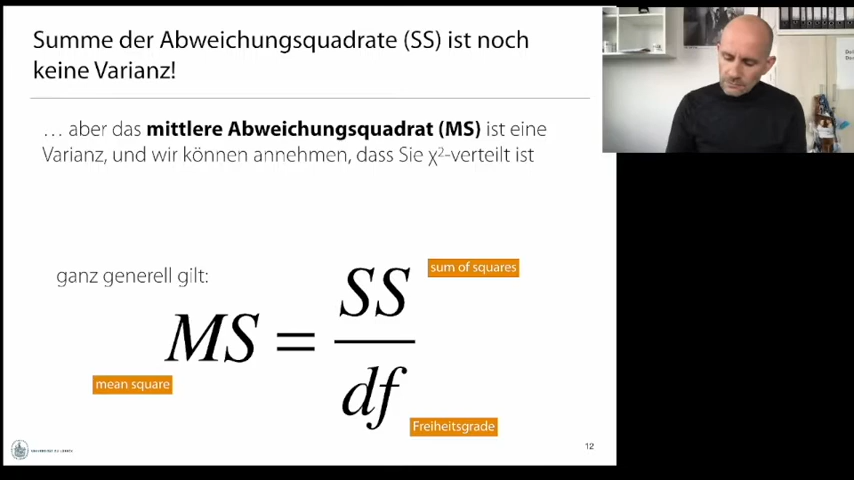 Summe der Abweichungsquadrate (SS) ist noch
keine Varianz!
… aber das mittlere Abweichungsquadrat (MS) ist eine
Varianz, und wir können annehmen, dass Sie χ²-verteilt ist
ganz generell gilt:
sum of squares
MS = SS / df
mean square
Freiheitsgrade
12